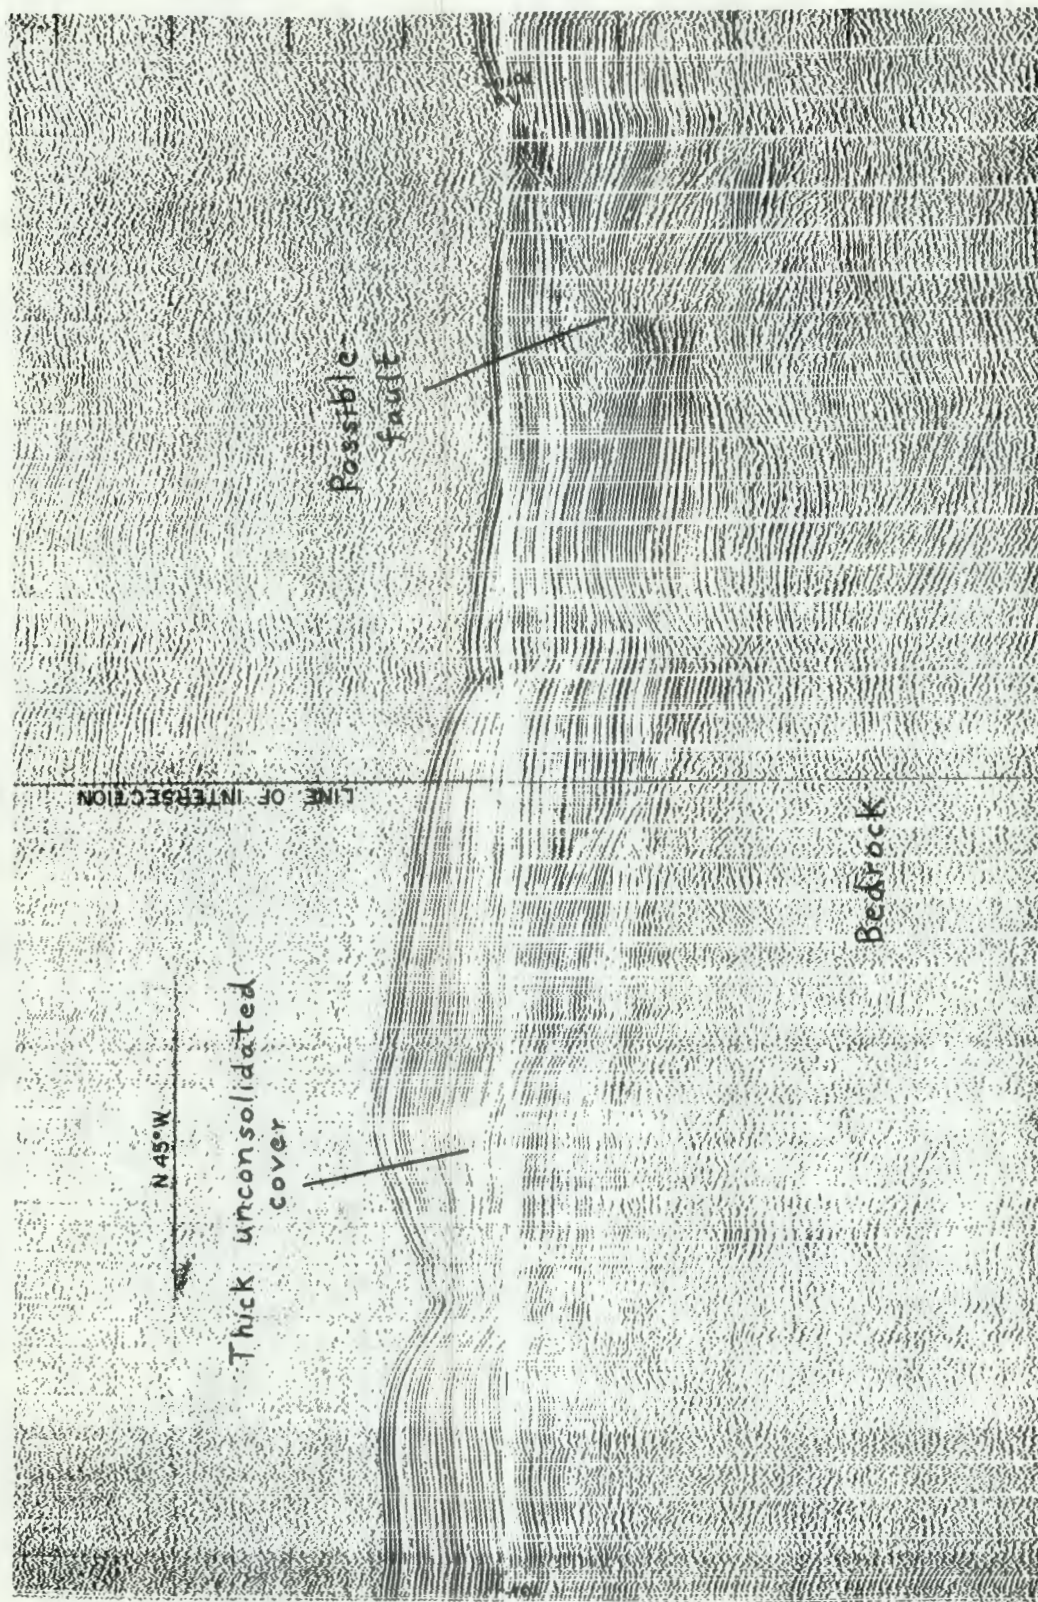 N 45° W
Thick unconsolidated
cover
LINE OF INTERSECTION
Possible
fault
Bedrock